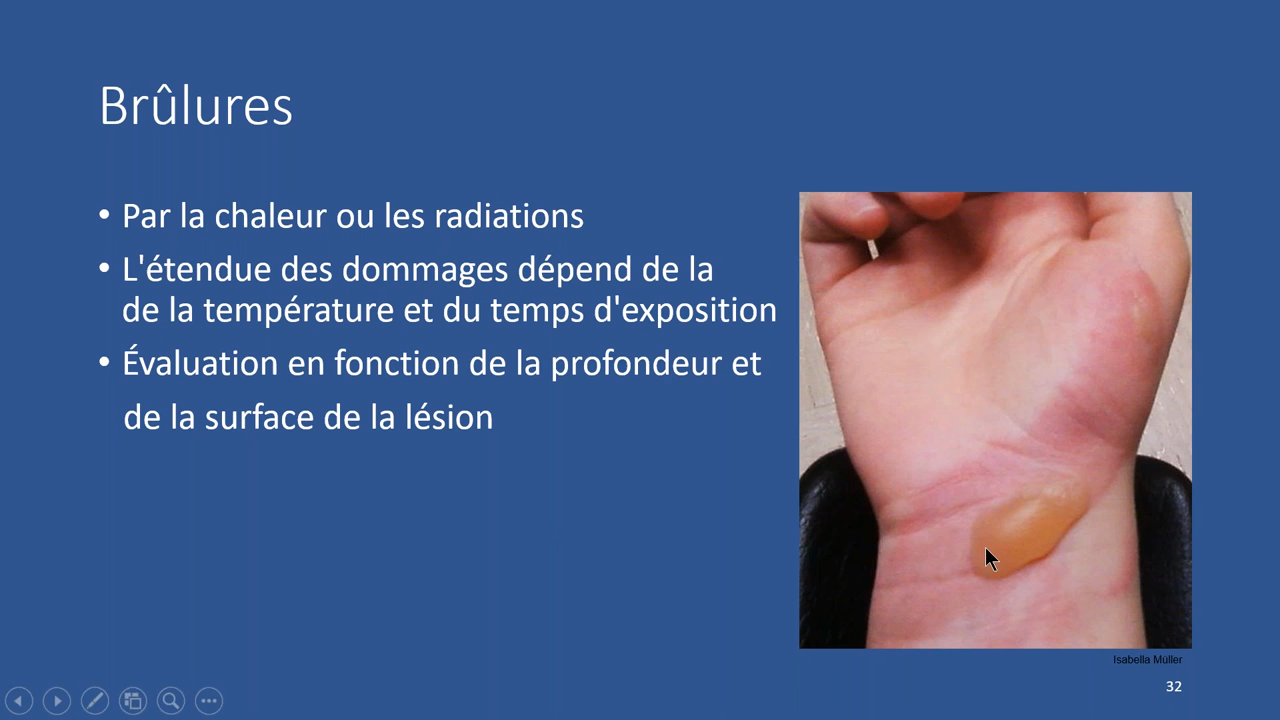 Brûlures
• Par la chaleur ou les radiations
• L'étendue des dommages dépend de la
de la température et du temps d'exposition
• Évaluation en fonction de la profondeur et
de la surface de la lésion
Isabella Müller
32